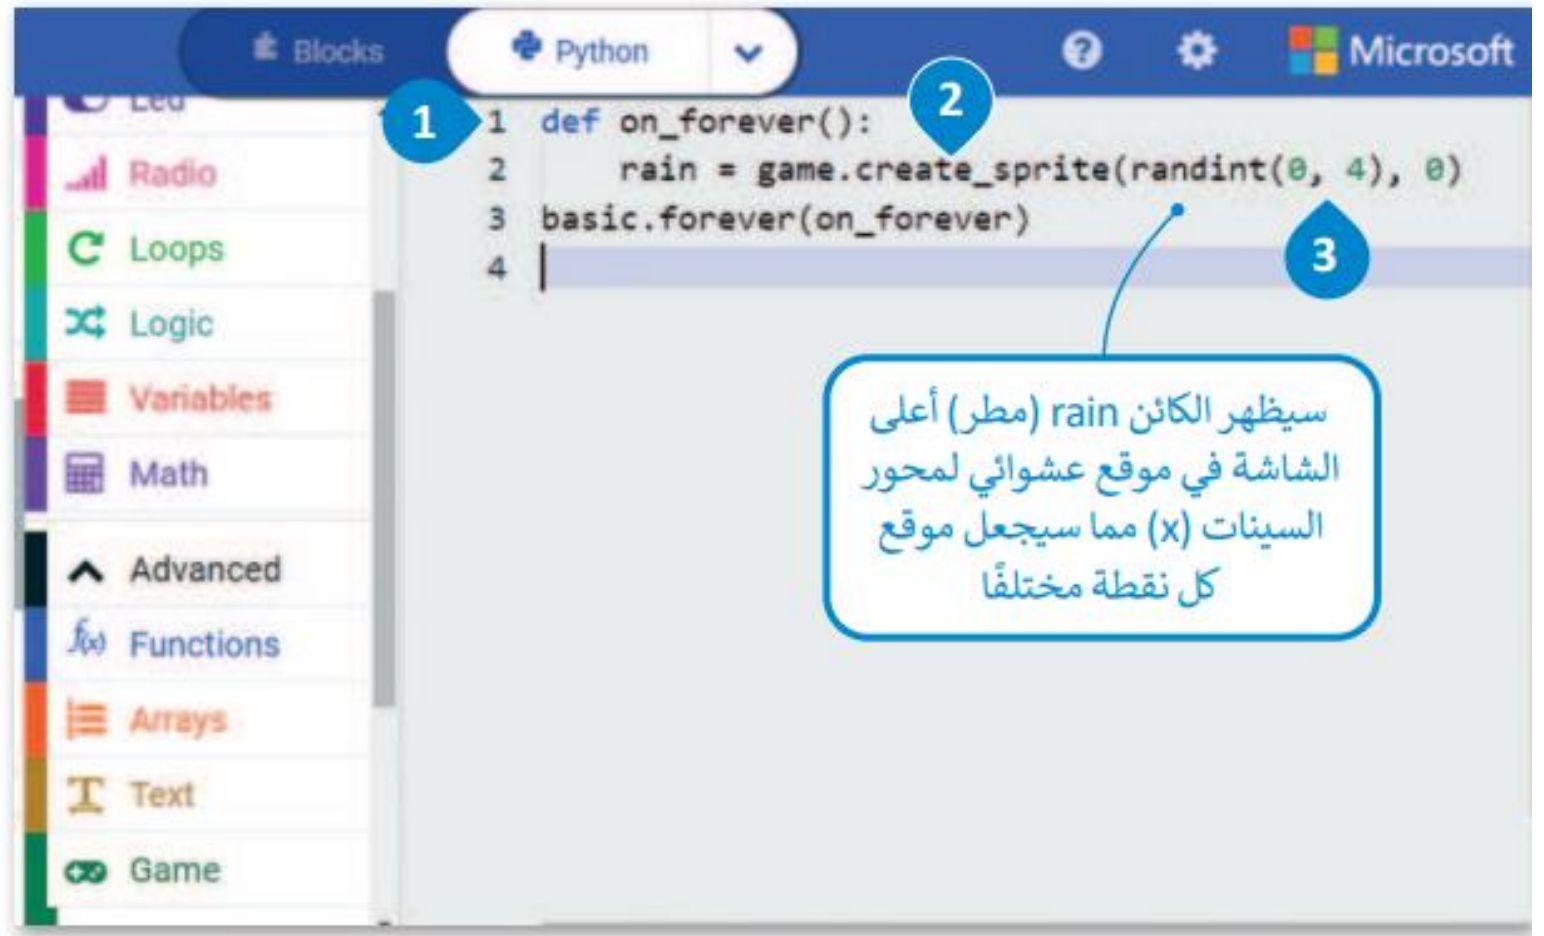 Blocks
Python
Microsoft
Led
Radio
Loops
Logic
Variables
Math
Advanced
f(x) Functions
Arrays
Text
Game
1
2
3
1 def on_forever():
2 rain = game.create_sprite(randint(0, 4), 0)
3 basic.forever(on_forever)
4
سيظهر الكائن rain (مطر) أعلى
الشاشة في موقع عشوائي لمحور
السينات (x) مما سيجعل موقع
كل نقطة مختلفًا